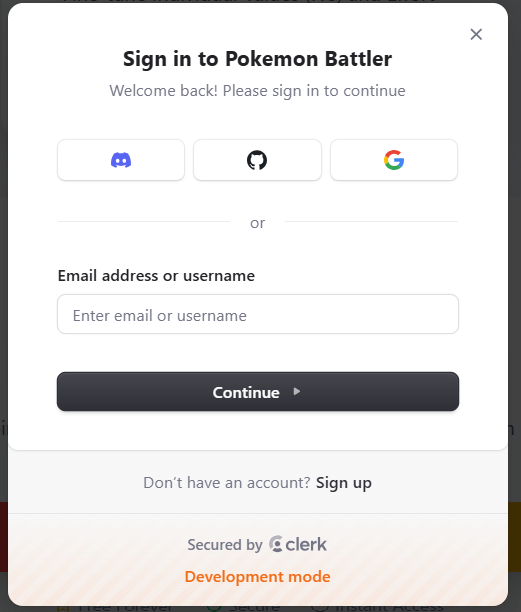 Sign in to Pokemon Battler
Welcome back! Please sign in to continue
or
Email address or username
Enter email or username
Continue
Don't have an account? Sign up
Secured by clerk
Development mode